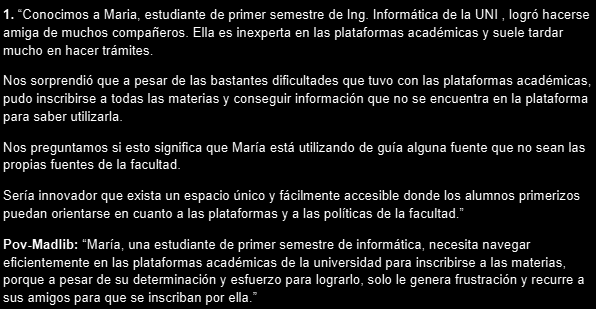 1. “Conocimos a Maria, estudiante de primer semestre de Ing. Informática de la UNI , logró hacerse
amiga de muchos compañeros. Ella es inexperta en las plataformas académicas y suele tardar
mucho en hacer trámites.
Nos sorprendió que a pesar de las bastantes dificultades que tuvo con las plataformas académicas,
pudo inscribirse a todas las materias y conseguir información que no se encuentra en la plataforma
para saber utilizarla.
Nos preguntamos si esto significa que María está utilizando de guía alguna fuente que no sean las
propias fuentes de la facultad.
Sería innovador que exista un espacio único y fácilmente accesible donde los alumnos primerizos
puedan orientarse en cuanto a las plataformas y a las políticas de la facultad.”
Pov-Madlib: “María, una estudiante de primer semestre de informática, necesita navegar
eficientemente en las plataformas académicas de la universidad para inscribirse a las materias,
porque a pesar de su determinación y esfuerzo para lograrlo, solo le genera frustración y recurre a
sus amigos para que se inscriban por ella.”